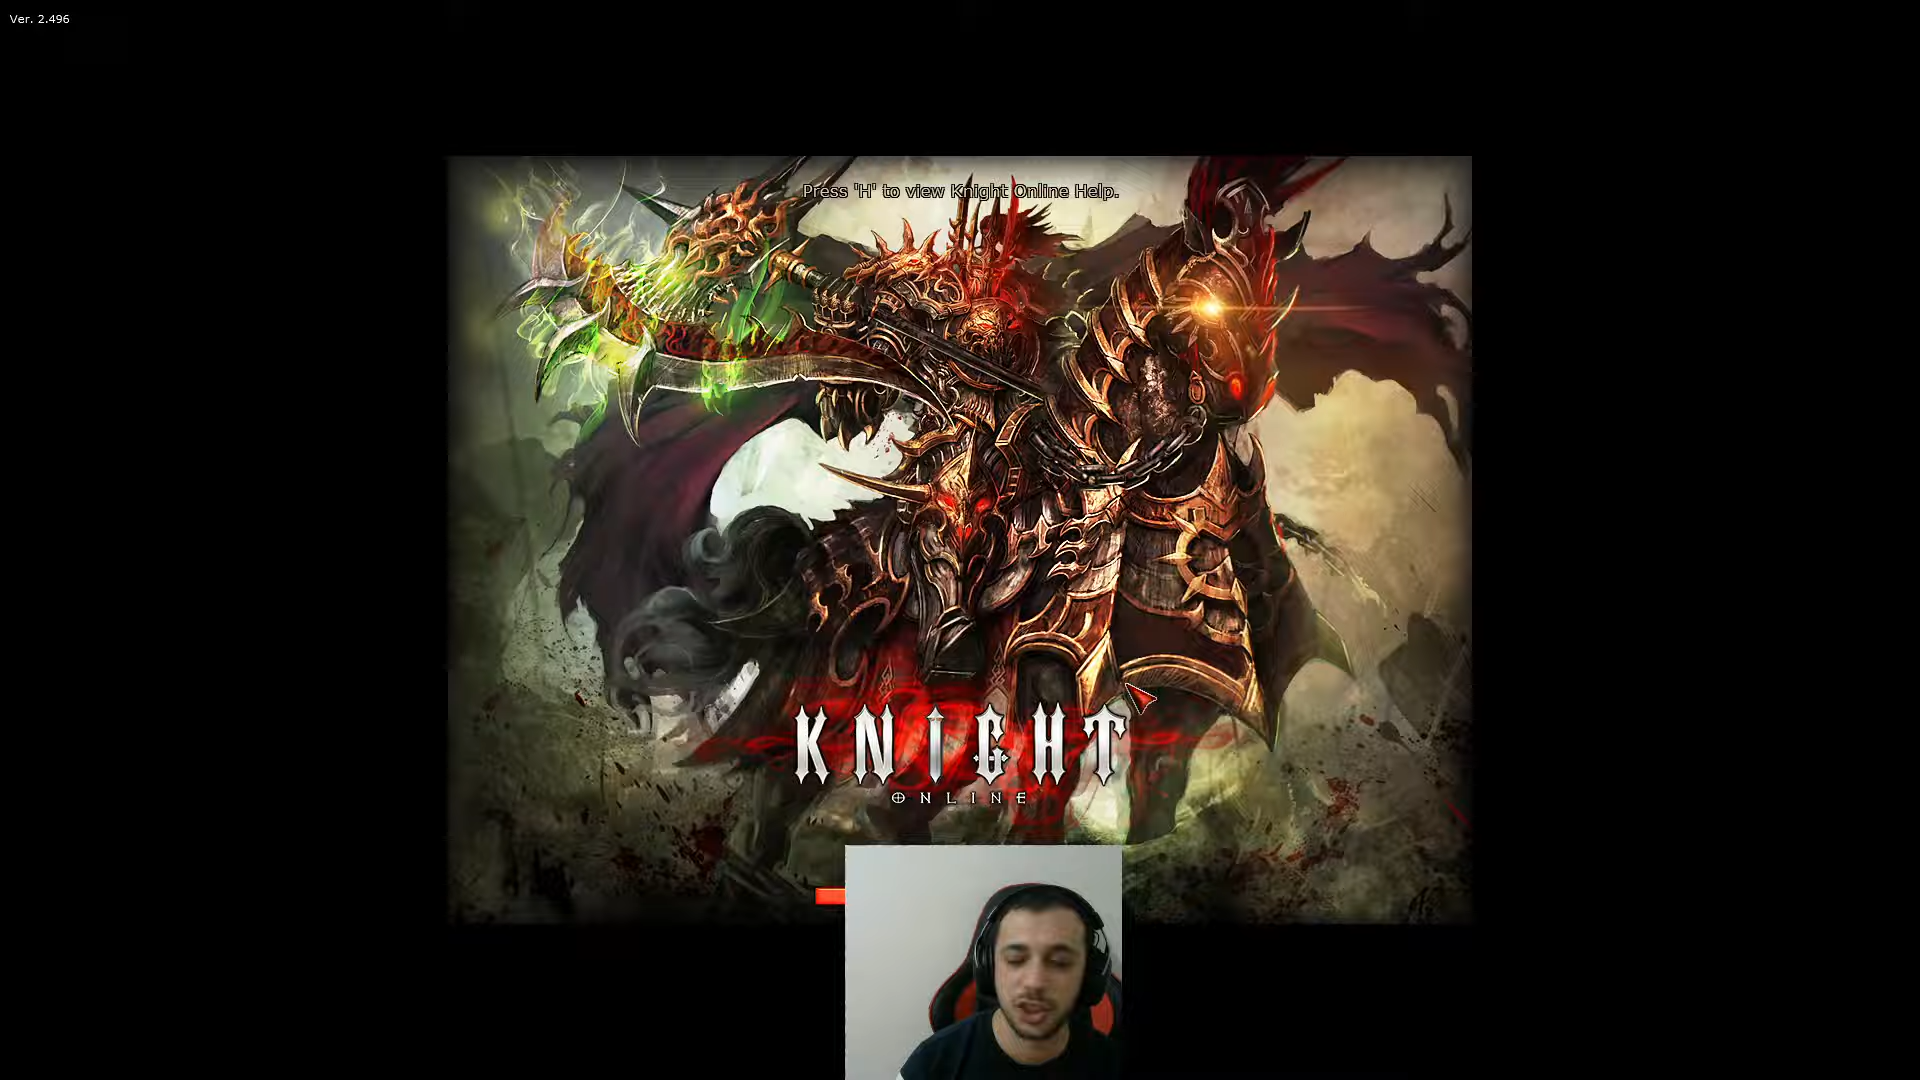 Ver. 2.496
Press 'H' to view Knight Online Help.
KNIGHT
ONLINE